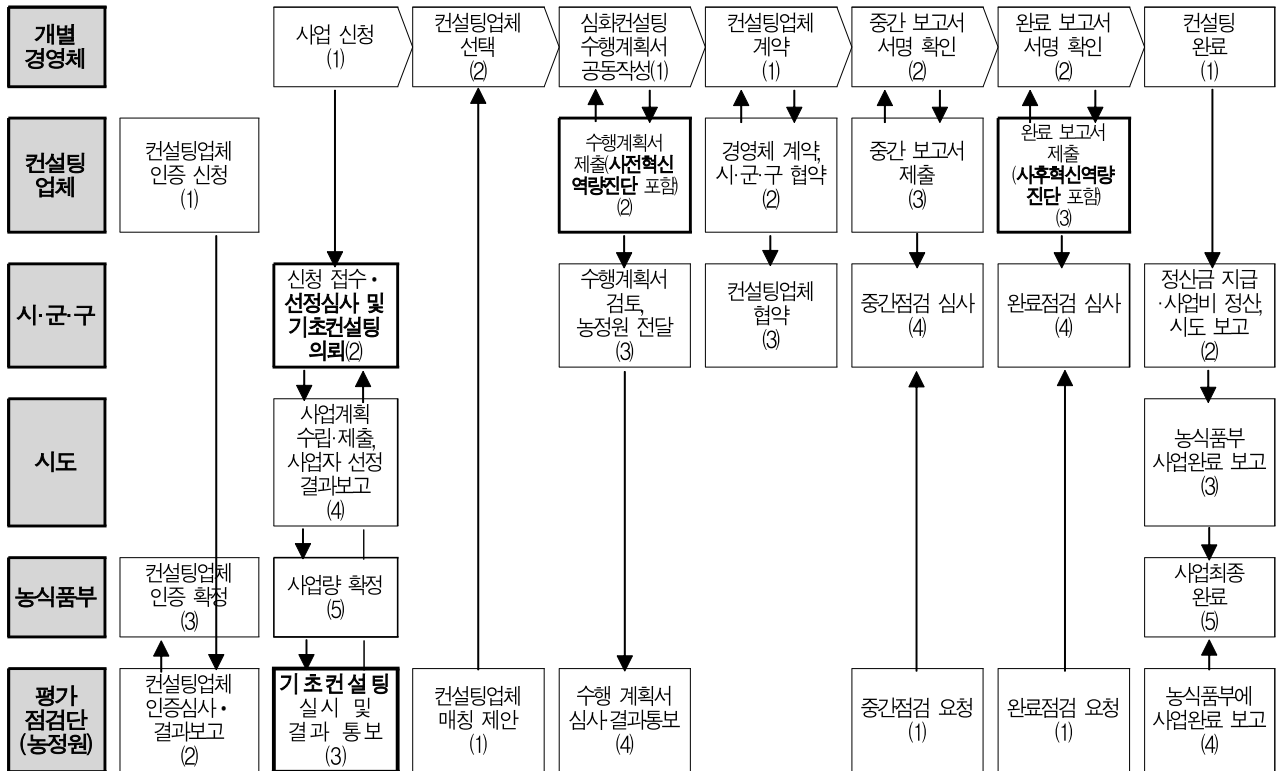 개별
경영체
사업 신청
(1)
컨설팅업체
선택
(2)
심화컨설팅
수행계획서
공동작성(1)
컨설팅업체
계약
(1)
중간 보고서
서명 확인
(2)
완료 보고서
서명 확인
(2)
컨설팅
완료
(1)
컨설팅
업체
컨설팅업체
인증 신청
(1)
수행계획서
제출(사전혁신
역량진단 포함)
(2)
경영체 계약,
시·군·구 협약
(2)
중간 보고서
제출
(3)
완료 보고서
제출
(사후혁신역량
진단 포함)
(3)
시·군·구
신청 접수·
선정심사 및
기초컨설팅
의뢰(2)
수행계획서
검토,
농정원 전달
(3)
컨설팅업체
협약
(3)
중간점검 심사
(4)
완료점검 심사
(4)
정산금 지급
·사업비 정산,
시도 보고
(2)
시도
사업계획
수립·제출,
사업자 선정
결과보고
(4)
농식품부
사업완료 보고
(3)
농식품부
컨설팅업체
인증 확정
(3)
사업량 확정
(5)
사업최종
완료
(5)
평가
점검단
(농정원)
컨설팅업체
인증심사·
결과보고
(2)
기초컨설팅
실시 및
결과 통보
(3)
컨설팅업체
매칭 제안
(1)
수행 계획서
심사·결과통보
(4)
중간점검 요청
(1)
완료점검 요청
(1)
농식품부에
사업완료 보고
(4)